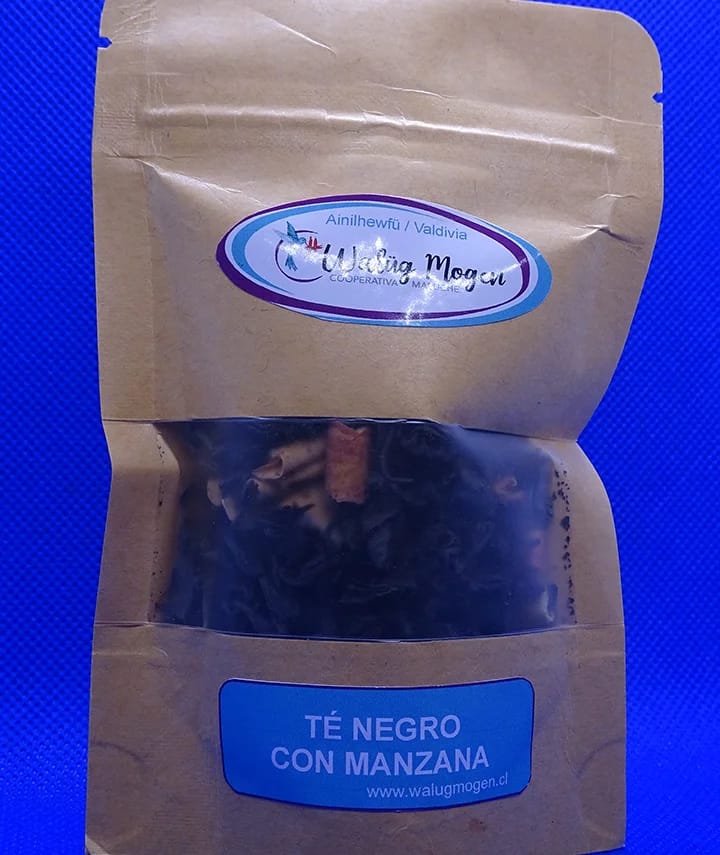 Ainilhewfü / Valdivia
Walüg Mogen
COOPERATIVA MAPUCHE
TÉ NEGRO
CON MANZANA
www.walugmogen.cl